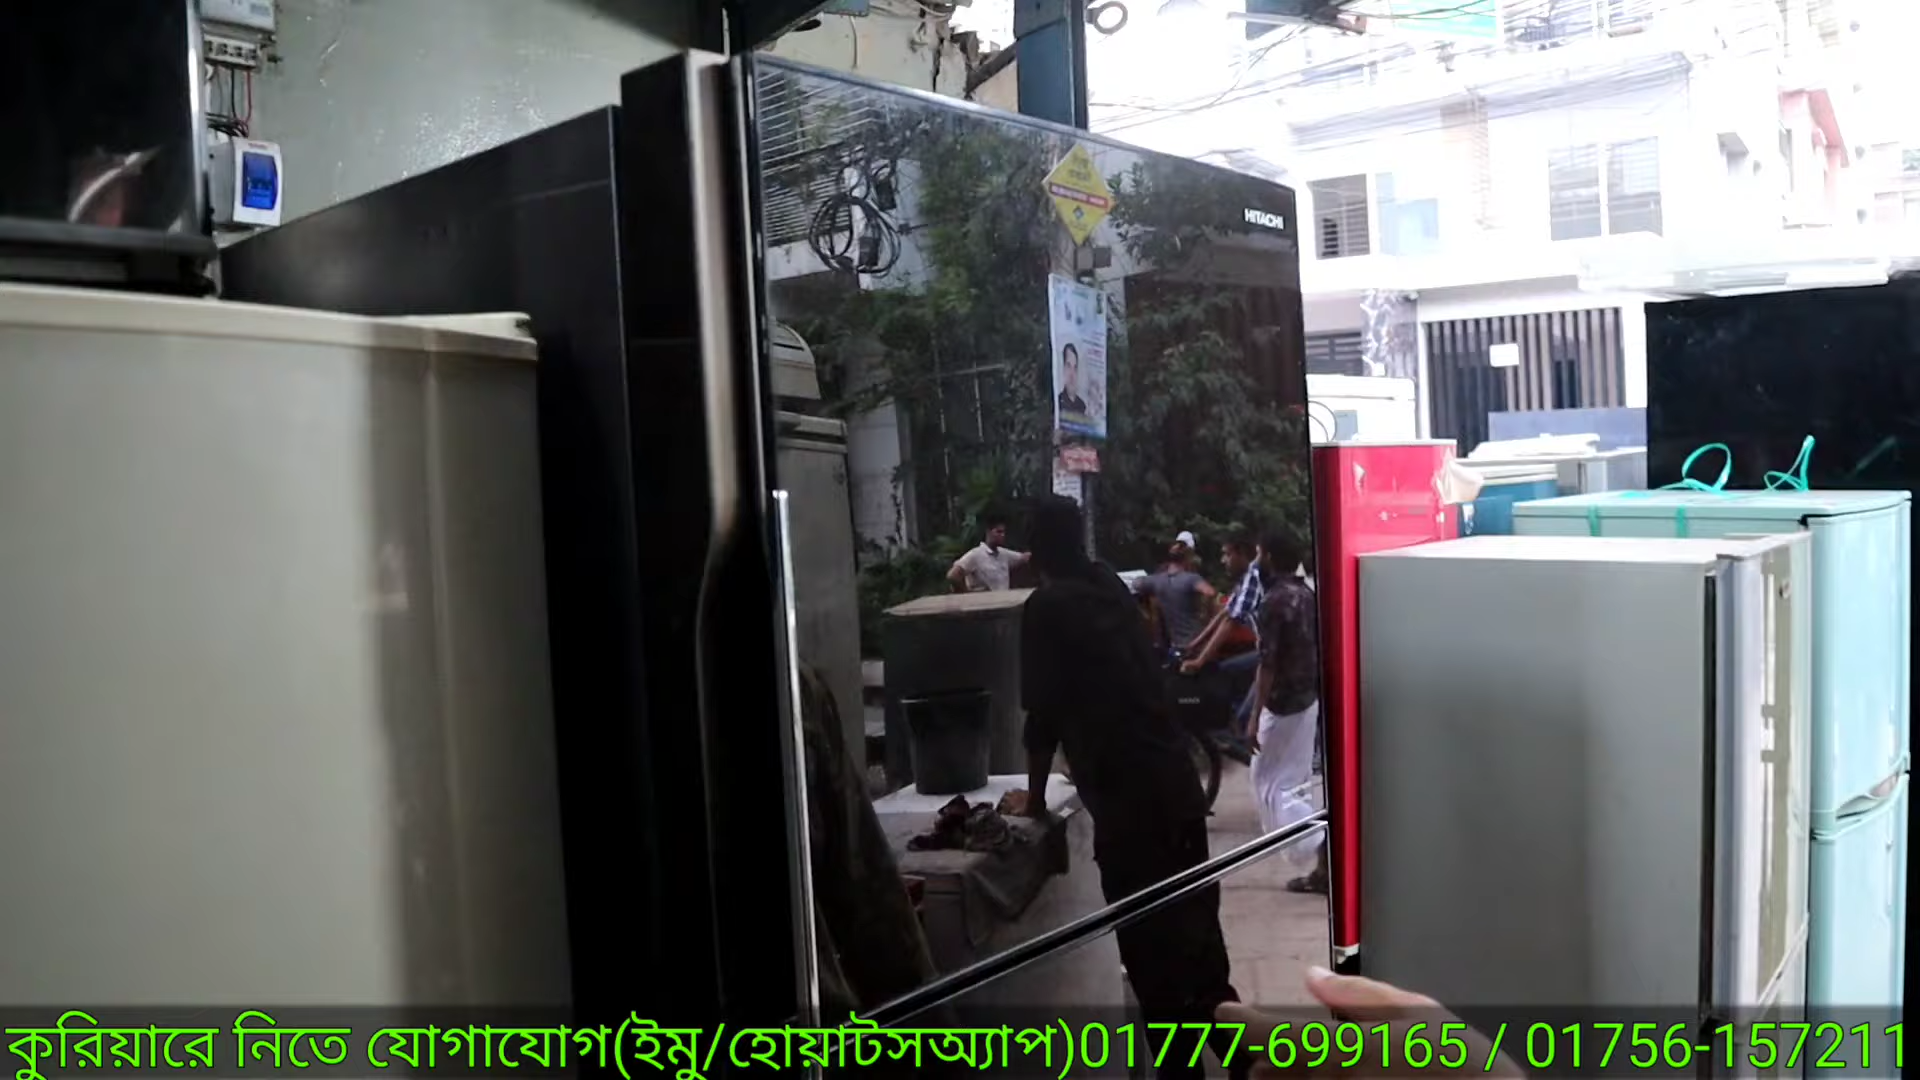 HITACHI
কুরিয়ারে নিতে যোগাযোগ(ইমু/হোয়াটসঅ্যাপ)01777-699165 / 01756-157211